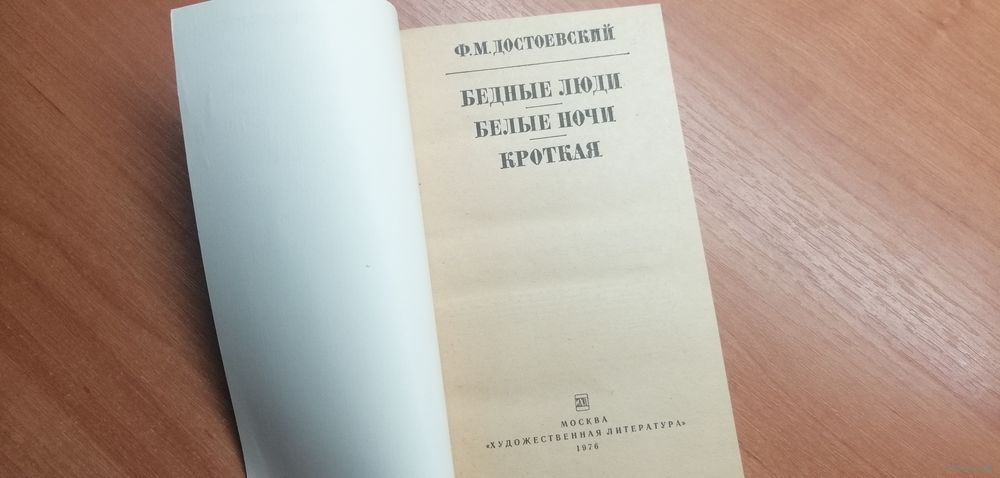 Ф.М.ДОСТОЕВСКИЙ
БЕДНЫЕ ЛЮДИ
БЕЛЫЕ НОЧИ
КРОТКАЯ
МОСКВА
«ХУДОЖЕСТВЕННАЯ ЛИТЕРАТУРА»
1976